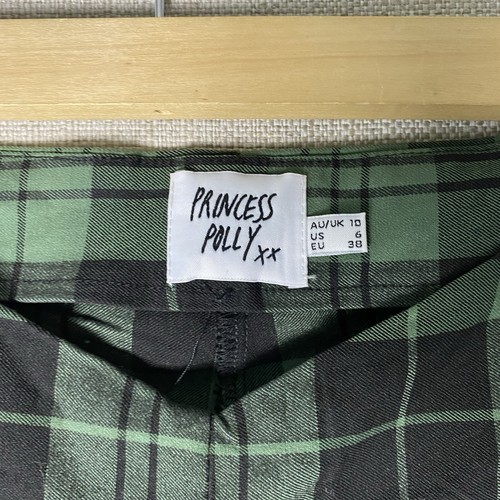 PRINCESS
POLLY xx
AU/UK 10
US 6
EU 38